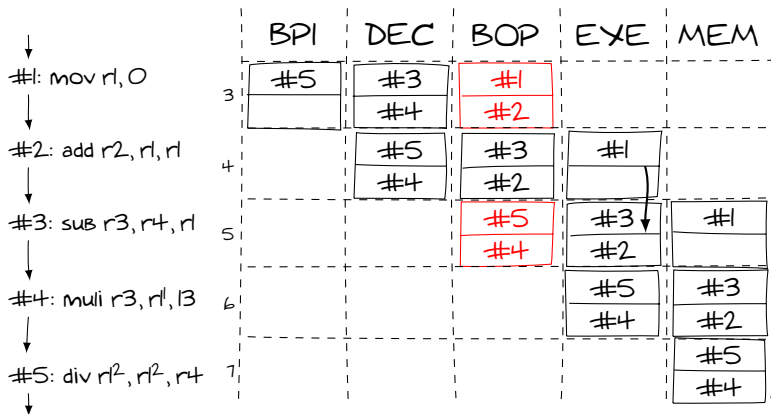 BPI DEC BOP EXE MEM
#1: mov r1, 0
3 #5 #3 #1
#4 #2
#2: add r2, r1, r1
4 #5 #3 #1
#4 #2
#3: sub r3, r4, r1
5 #5 #3 #1
#4 #2
#4: muli r3, r11, 13
6 #5 #3
#4 #2
#5: div r12, r12, r4
7 #5
#4